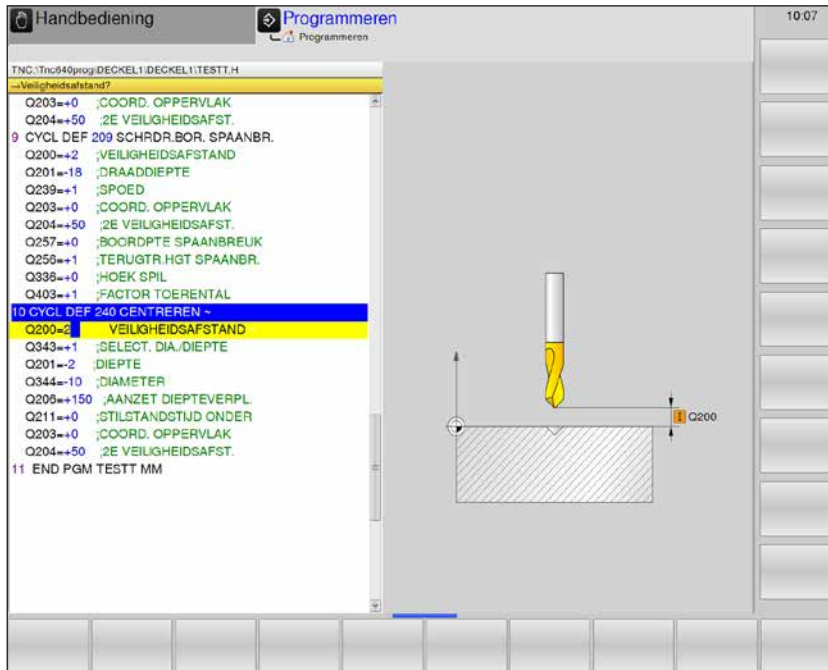 Handbediening
Programmeren
Programmeren
10:07
TNC:\Tnc640prog\DECKEL1\DECKEL1\TESTT.H
→Veiligheidsafstand?
Q203=+0 ;COORD. OPPERVLAK
Q204=+50 ;2E VEILIGHEIDSAFST.
9 CYCL DEF 209 SCHRDR.BOR. SPAANBR.
Q200=+2 ;VEILIGHEIDSAFSTAND
Q201=-18 ;DRAADDIEPTE
Q239=+1 ;SPOED
Q203=+0 ;COORD. OPPERVLAK
Q204=+50 ;2E VEILIGHEIDSAFST.
Q257=+0 ;BOORDPTE SPAANBREUK
Q256=+1 ;TERUGTR.HGT SPAANBR.
Q336=+0 ;HOEK SPIL
Q403=+1 ;FACTOR TOERENTAL
10 CYCL DEF 240 CENTREREN ~
Q200=2 VEILIGHEIDSAFSTAND
Q343=+1 ;SELECT. DIA./DIEPTE
Q201=-2 ;DIEPTE
Q344=-10 ;DIAMETER
Q206=+150 ;AANZET DIEPTEVERPL.
Q211=+0 ;STILSTANDSTIJD ONDER
Q203=+0 ;COORD. OPPERVLAK
Q204=+50 ;2E VEILIGHEIDSAFST.
11 END PGM TESTT MM
I Q200